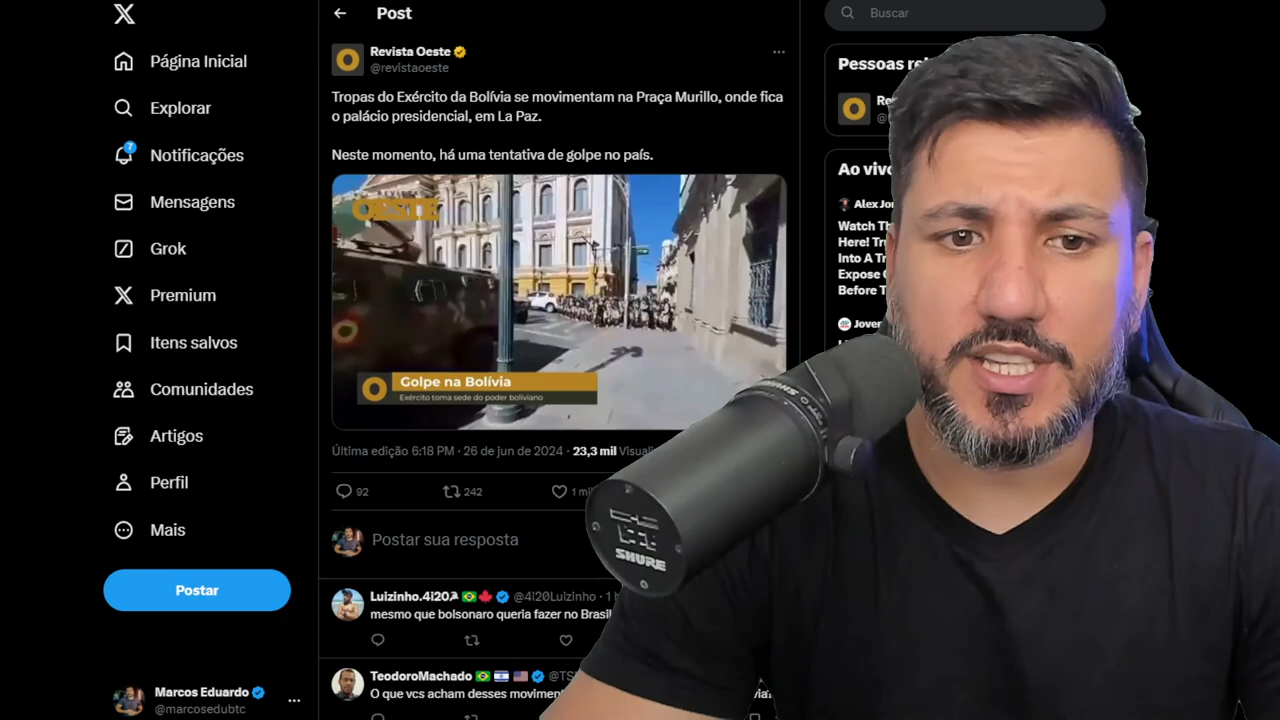 Página Inicial
Explorar
7
Notificações
Mensagens
Grok
Premium
Itens salvos
Comunidades
Artigos
Perfil
Mais
Postar
Marcos Eduardo
@marcosedubtc
Post
Revista Oeste
@revistaoeste
Tropas do Exército da Bolívia se movimentam na Praça Murillo, onde fica
o palácio presidencial, em La Paz.
Neste momento, há uma tentativa de golpe no país.
OESTE
Golpe na Bolívia
Exército toma sede do poder boliviano
Última edição 6:18 PM · 26 de jun de 2024 · 23,3 mil
92
242
Postar sua resposta
Luizinho.4i20 @4i20Luizinho
mesmo que bolsonaro queria fazer no Brasil
TeodoroMachado
O que vcs acham desses
Buscar
Pessoas
Ao vivo
Alex
Watch
Here!
Into A
Expose
Before
SHURE
SHURE